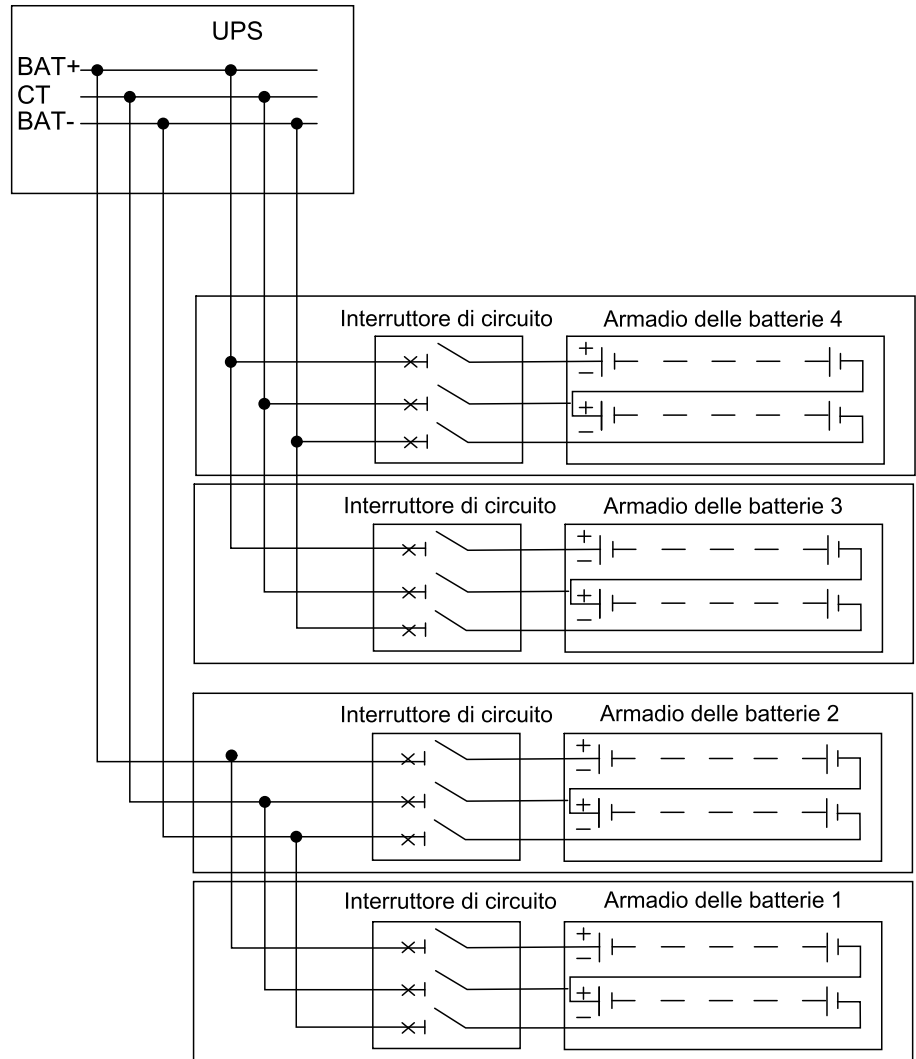 UPS
BAT+
CT
BAT-
Interruttore di circuito
Armadio delle batterie 4
+
−
+
−
Interruttore di circuito
Armadio delle batterie 3
+
−
+
−
Interruttore di circuito
Armadio delle batterie 2
+
−
+
−
Interruttore di circuito
Armadio delle batterie 1
+
−
+
−